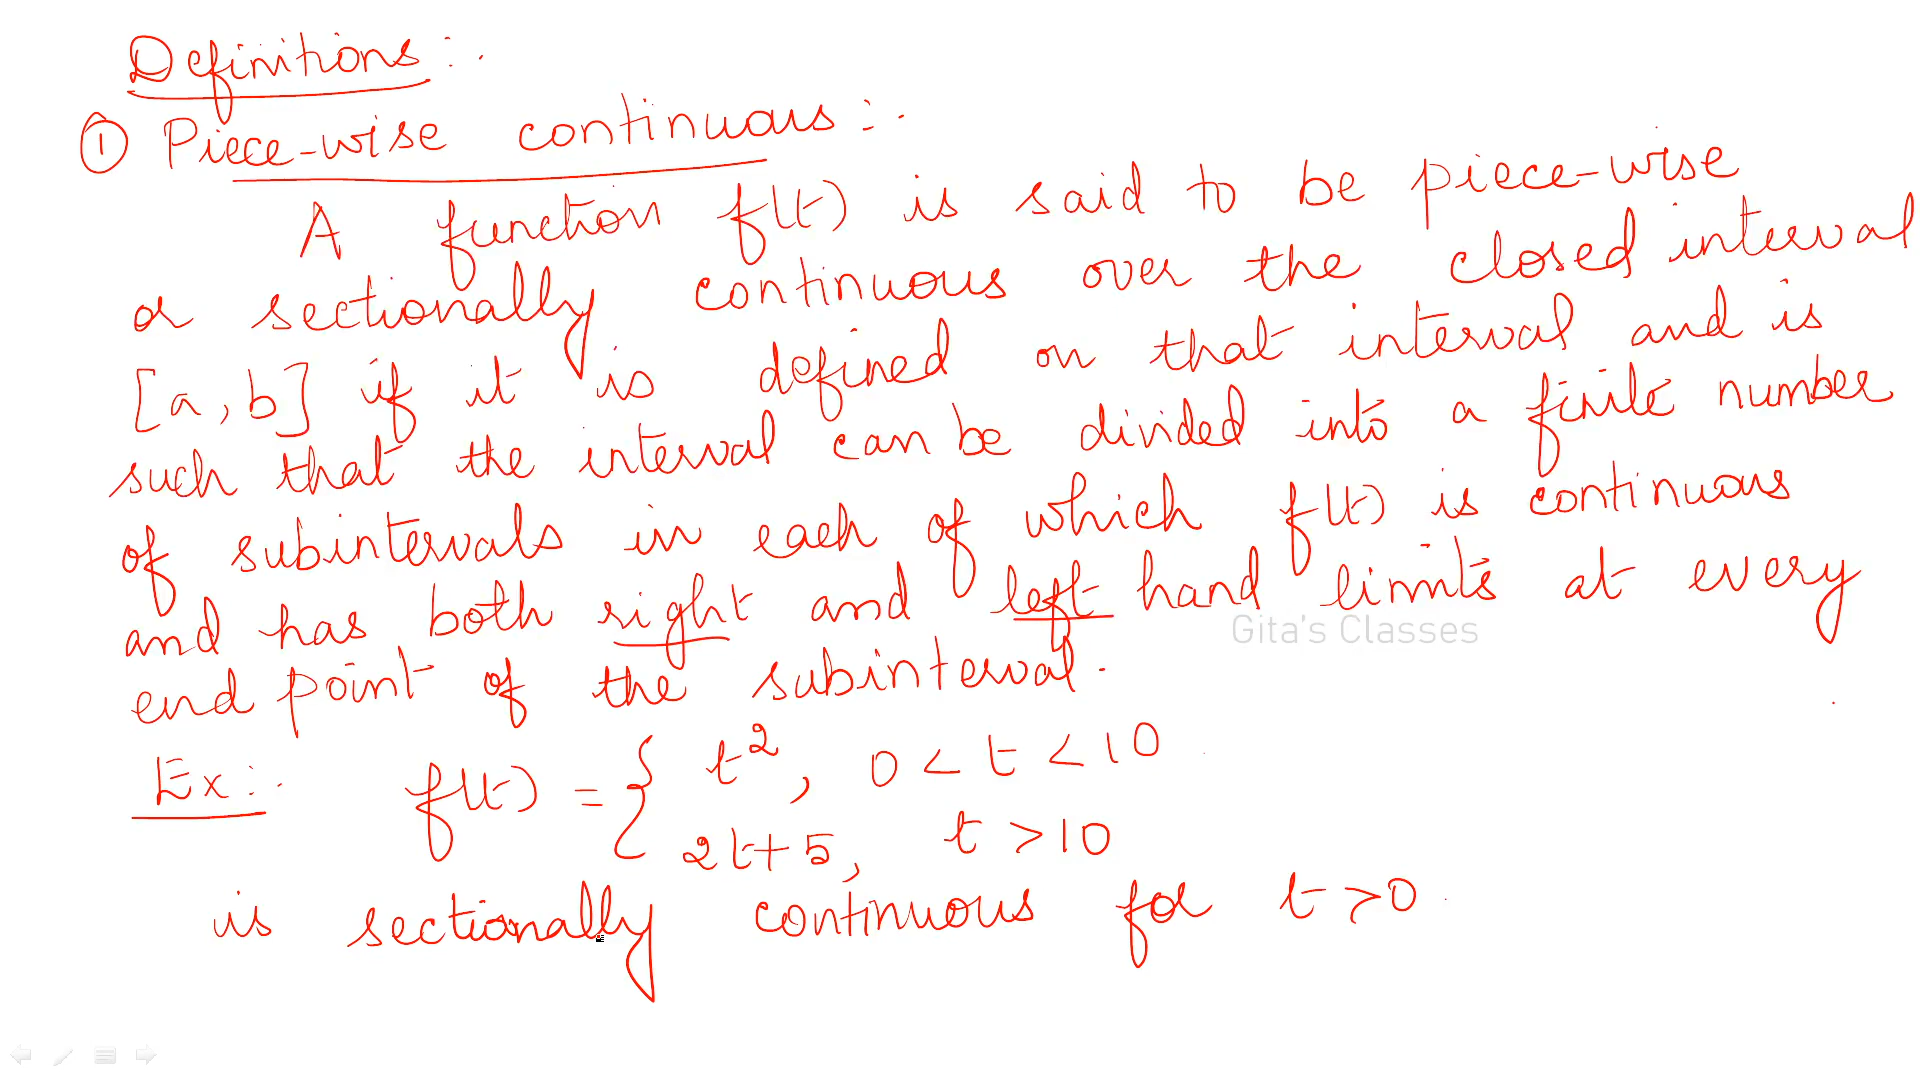 Definitions:-
① Piece-wise continuous:-
A function f(t) is said to be piece-wise
or sectionally continuous over the closed interval
[a, b] if it is defined on that interval and is
such that the interval can be divided into a finite number
of subintervals in each of which f(t) is continuous
and has both right and left hand limits at every
Gita's Classes
end point of the subinterval.
Ex:- f(t) = { t², 0 < t < 10
2t+5, t > 10
is sectionally continuous for t > 0